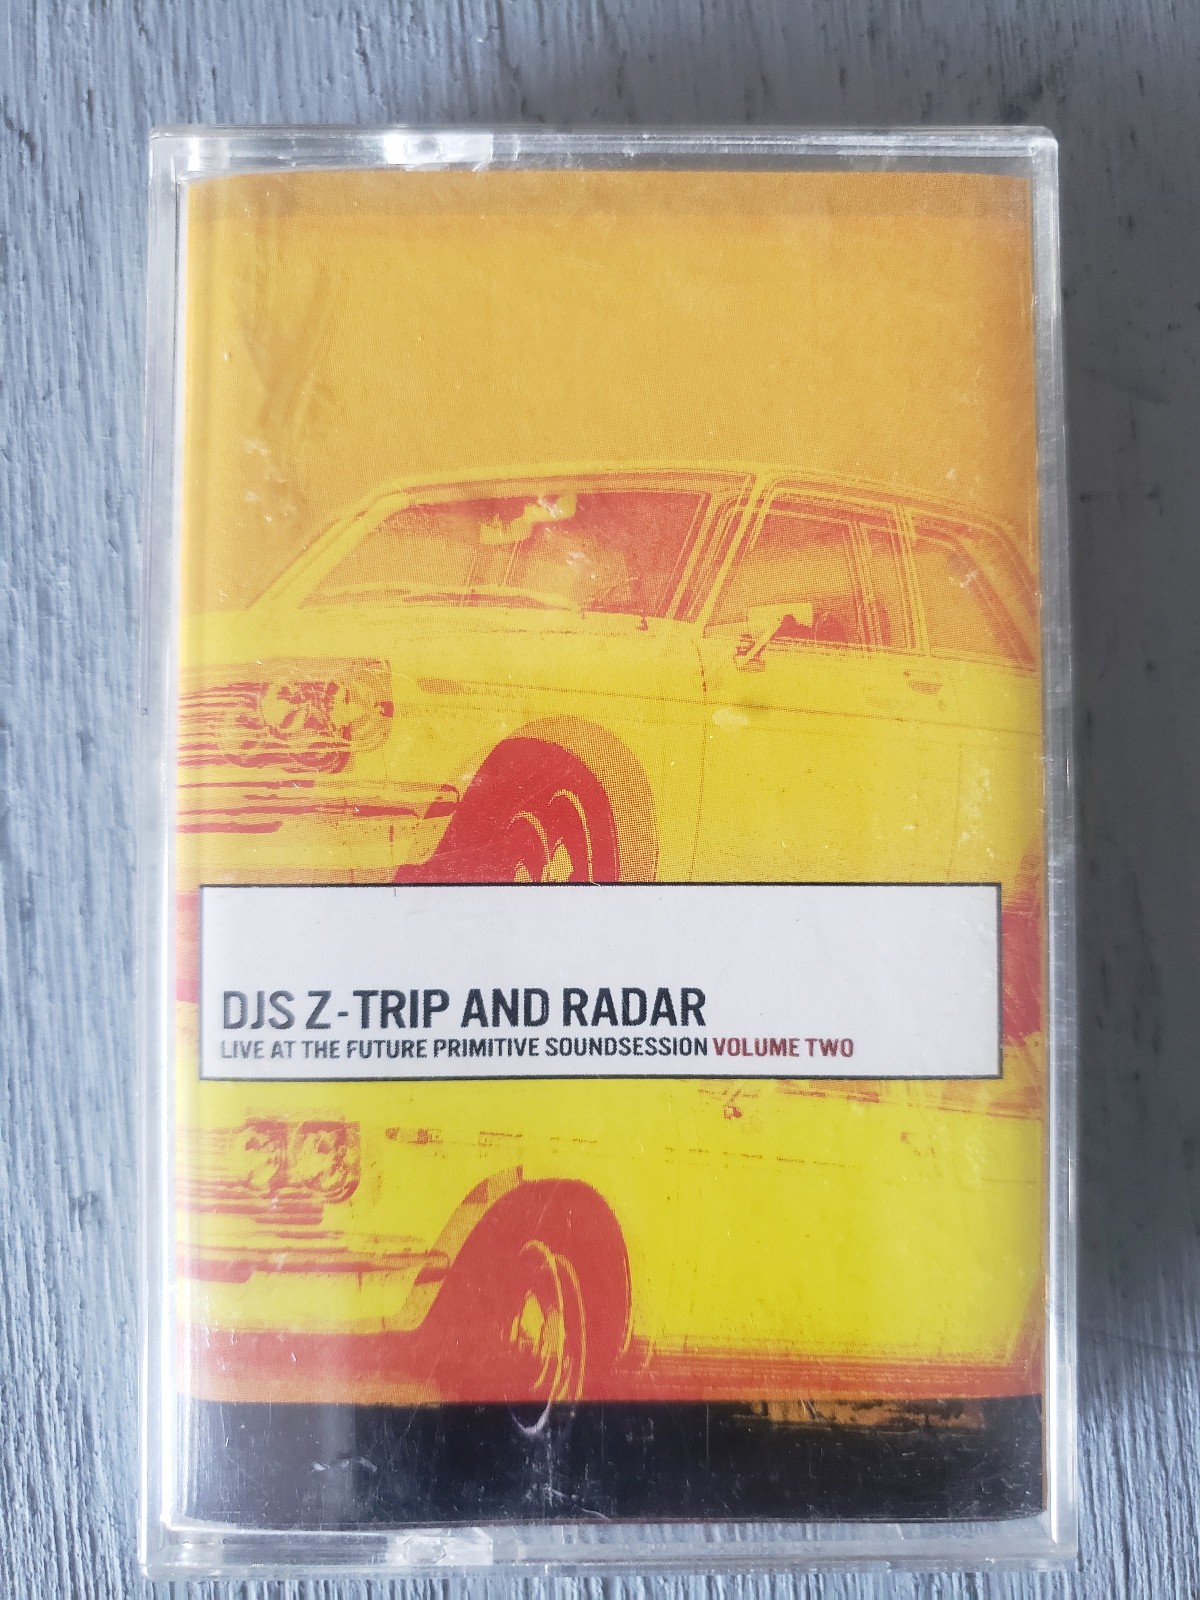 DJS Z-TRIP AND RADAR
LIVE AT THE FUTURE PRIMITIVE SOUNDSESSION VOLUME TWO